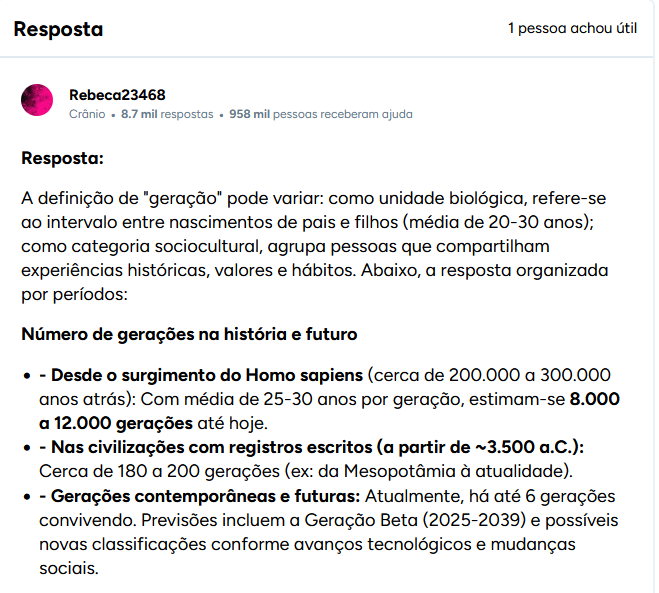 Resposta
1 pessoa achou útil
Rebeca23468
Crânio • 8.7 mil respostas • 958 mil pessoas receberam ajuda
Resposta:
A definição de "geração" pode variar: como unidade biológica, refere-se
ao intervalo entre nascimentos de pais e filhos (média de 20-30 anos);
como categoria sociocultural, agrupa pessoas que compartilham
experiências históricas, valores e hábitos. Abaixo, a resposta organizada
por períodos:
Número de gerações na história e futuro
• - Desde o surgimento do Homo sapiens (cerca de 200.000 a 300.000
anos atrás): Com média de 25-30 anos por geração, estimam-se 8.000
a 12.000 gerações até hoje.
• - Nas civilizações com registros escritos (a partir de ~3.500 a.C.):
Cerca de 180 a 200 gerações (ex: da Mesopotâmia à atualidade).
• - Gerações contemporâneas e futuras: Atualmente, há até 6 gerações
convivendo. Previsões incluem a Geração Beta (2025-2039) e possíveis
novas classificações conforme avanços tecnológicos e mudanças
sociais.